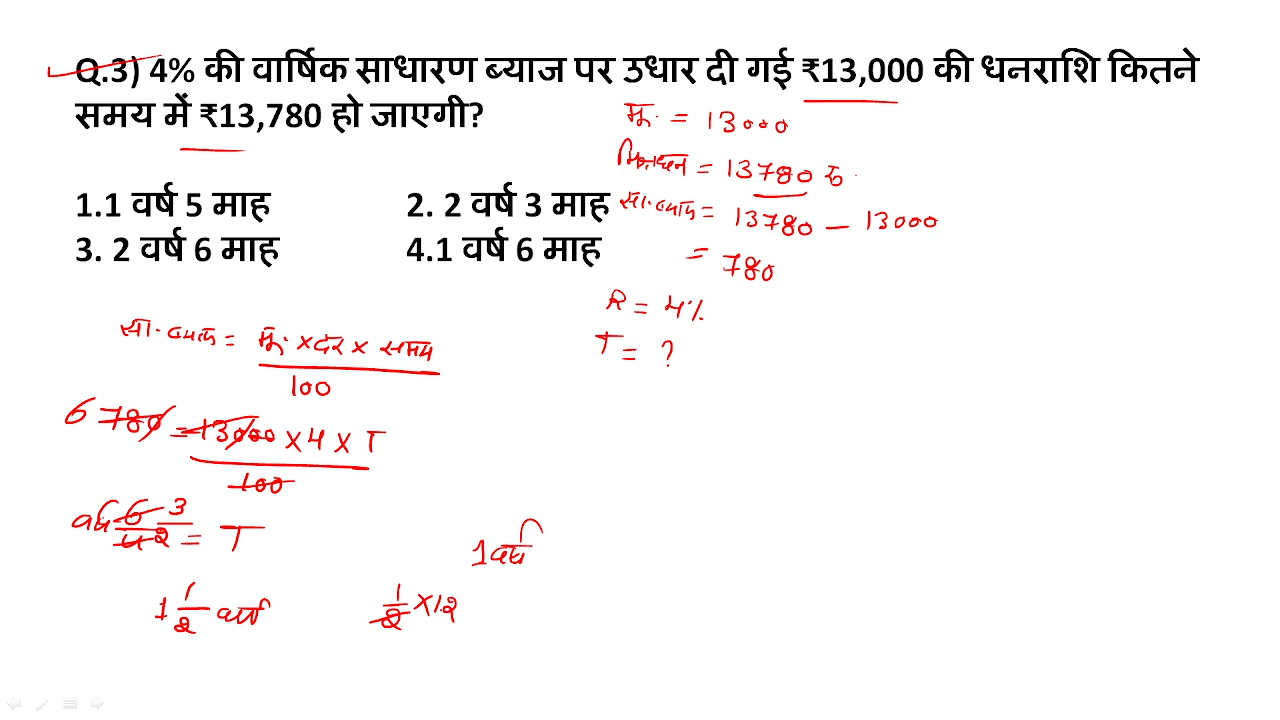 Q.3) 4% की वार्षिक साधारण ब्याज पर उधार दी गई ₹13,000 की धनराशि कितने
समय में ₹13,780 हो जाएगी?
मू. = 13000
मिश्रधन = 13780 रु
1.1 वर्ष 5 माह 2. 2 वर्ष 3 माह
3. 2 वर्ष 6 माह 4.1 वर्ष 6 माह
सा. ब्याज = 13780 - 13000
= 780
R = 4%
T = ?
सा. ब्याज = मू. × दर × समय
100
6 780 = 13000 × 4 × T
100
वर्ष 6 3
4 2 = T
1 वर्ष
1 1/2 वर्ष
1/2 × 12